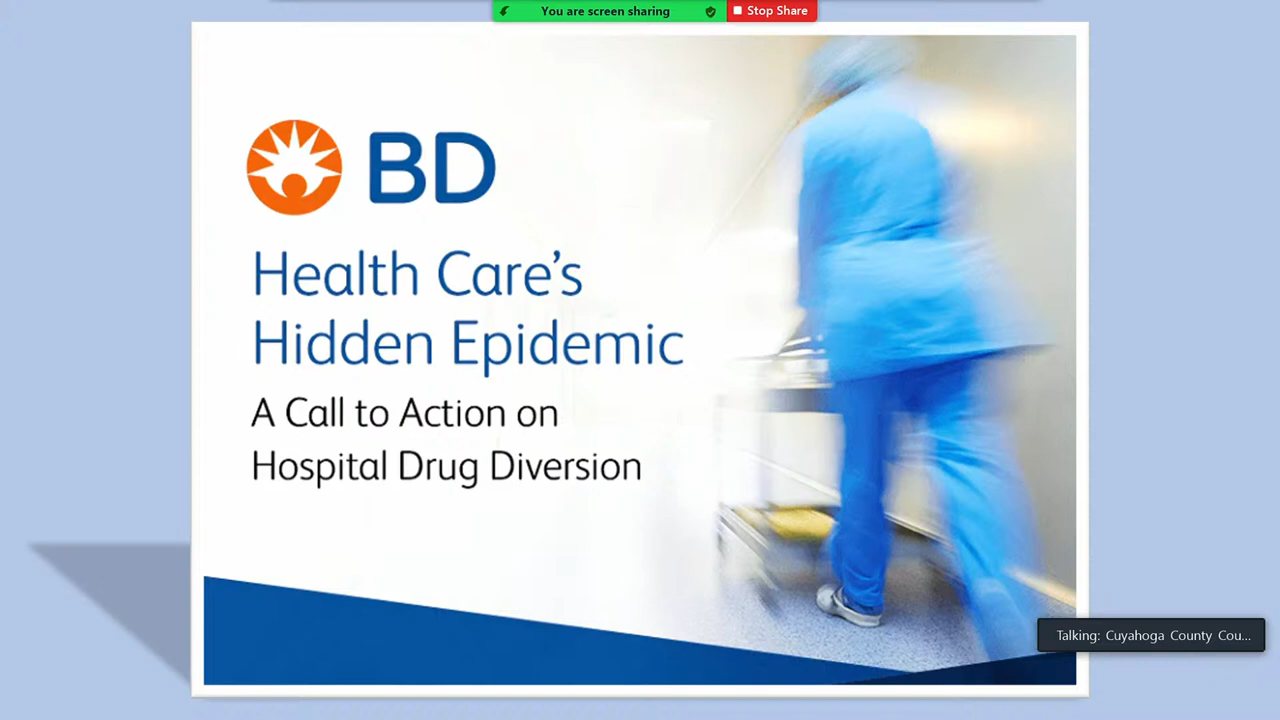 You are screen sharing
Stop Share
BD
Health Care's
Hidden Epidemic
A Call to Action on
Hospital Drug Diversion
Talking: Cuyahoga County Cou...